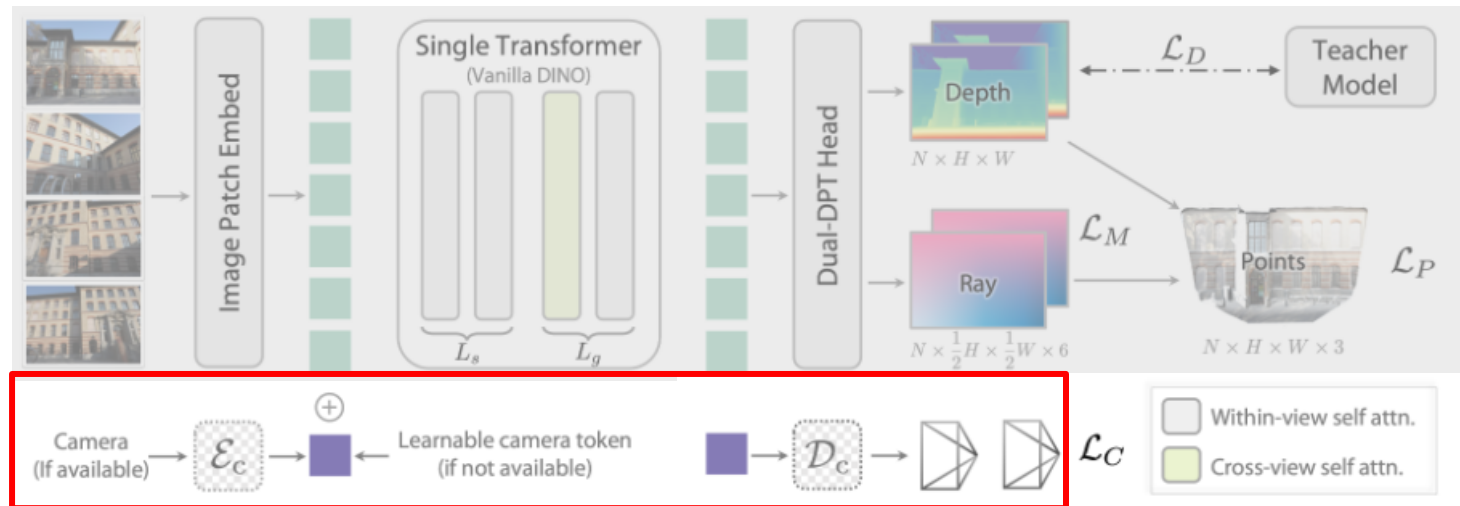 Image Patch Embed
Single Transformer
(Vanilla DINO)
L_s
L_g
Dual-DPT Head
Depth
N × H × W
ℒ_D
Teacher
Model
Ray
ℒ_M
N × 1/2 H × 1/2 W × 6
Points
ℒ_P
N × H × W × 3
Camera
(If available)
ℰ_C
+
Learnable camera token
(if not available)
𝒟_C
ℒ_C
Within-view self attn.
Cross-view self attn.